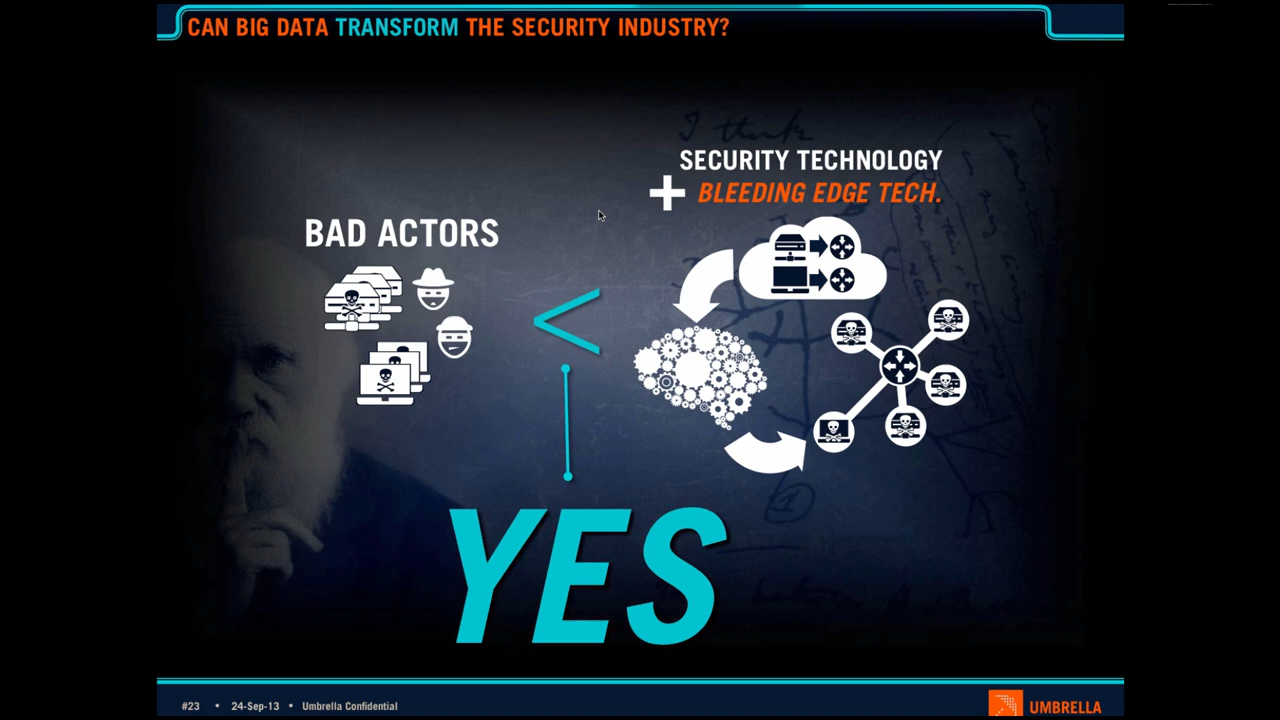 CAN BIG DATA TRANSFORM THE SECURITY INDUSTRY?
I think
SECURITY TECHNOLOGY
+ BLEEDING EDGE TECH.
BAD ACTORS
<
YES
#23 • 24-Sep-13 • Umbrella Confidential
UMBRELLA